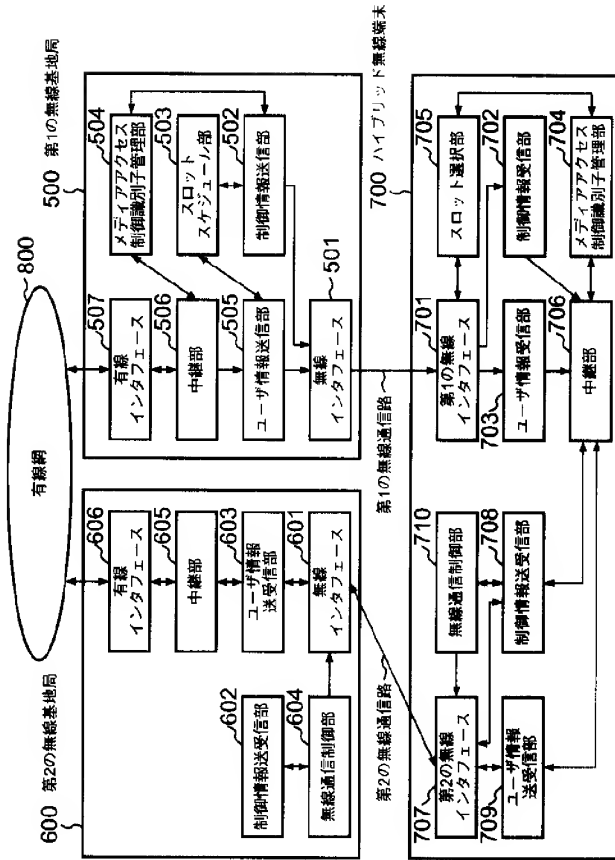 800
有線網
第2の無線基地局
600
606
有線
インタフェース
605
中継部
603
ユーザ情報
送受信部
601
無線
インタフェース
602
制御情報送受信部
604
無線通信制御部
500
第1の無線基地局
507
有線
インタフェース
506
中継部
505
ユーザ情報送信部
501
無線
インタフェース
504
メディアアクセス
制御識別子管理部
503
スロット
スケジュール部
502
制御情報送信部
第2の無線通信路
第1の無線通信路
700
ハイブリッド無線端末
707
第2の無線
インタフェース
709
ユーザ情報
送受信部
710
無線通信制御部
708
制御情報送受信部
701
第1の無線
インタフェース
703
ユーザ情報受信部
706
中継部
705
スロット選択部
702
制御情報受信部
704
メディアアクセス
制御識別子管理部